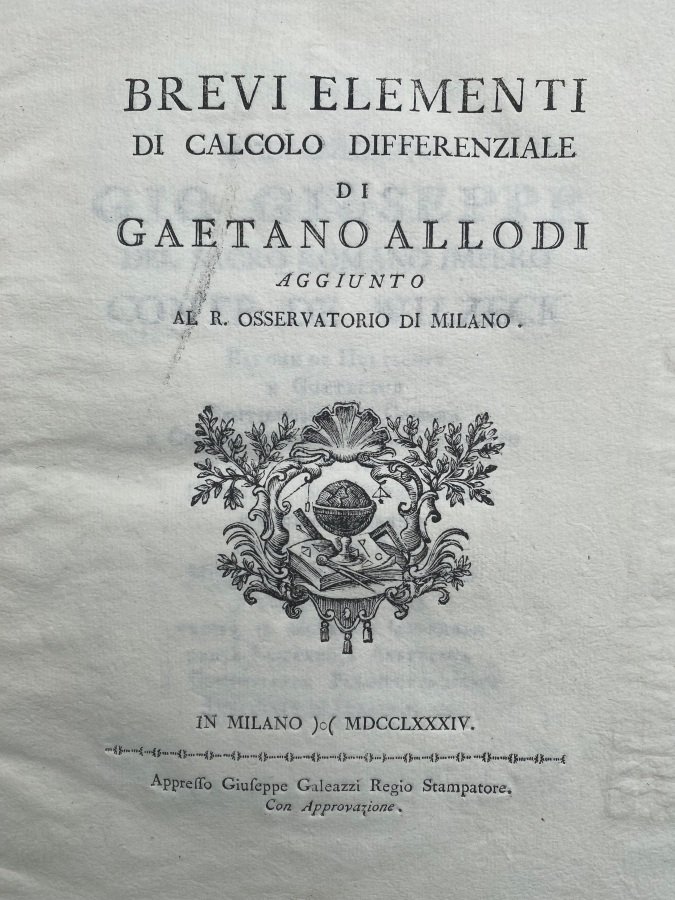 BREVI ELEMENTI
DI CALCOLO DIFFERENZIALE
DI
GAETANO ALLODI
AGGIUNTO
AL R. OSSERVATORIO DI MILANO.
IN MILANO )o( MDCCLXXXIV.
Appreſſo Giuſeppe Galeazzi Regio Stampatore.
Con Approvazione.